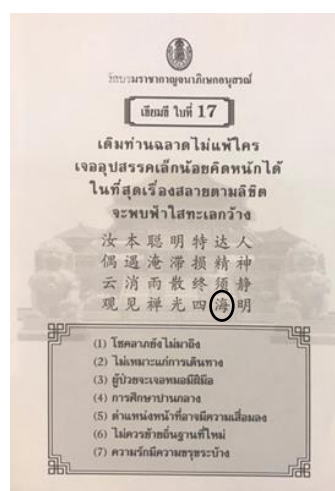 วัดบรมราชากาญจนาภิเษกอนุสรณ์
เซียมซี ใบที่ 17
เดิมท่านฉลาดไม่แพ้ใคร
เจออุปสรรคเล็กน้อยคิดหนักได้
ในที่สุดเรื่องสลายตามลิขิต
จะพบฟ้าใสทะเลกว้าง
汝本聪明特达人
偶遇淹滞损精神
云消雨散终须静
观见禅光四海明
(1) โชคลาภยังไม่มาถึง
(2) ไม่เหมาะแก่การเดินทาง
(3) ผู้ป่วยจะเจอหมอมีฝีมือ
(4) การศึกษาปานกลาง
(5) ตำแหน่งหน้าที่อาจมีความเสื่อมลง
(6) ไม่ควรย้ายถิ่นฐานที่ใหม่
(7) ความรักมีความขรุขระบ้าง